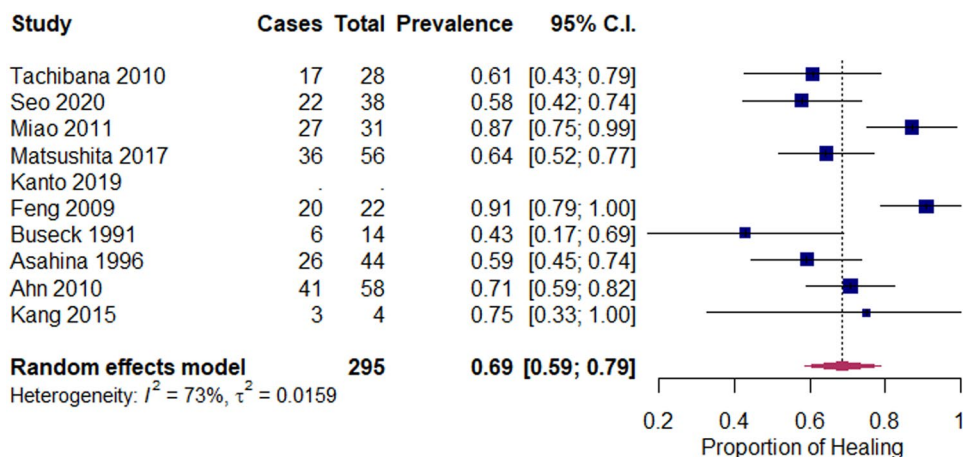 Study Cases Total Prevalence 95% C.I.
Tachibana 2010 17 28 0.61 [0.43; 0.79]
Seo 2020 22 38 0.58 [0.42; 0.74]
Miao 2011 27 31 0.87 [0.75; 0.99]
Matsushita 2017 36 56 0.64 [0.52; 0.77]
Kanto 2019 . .
Feng 2009 20 22 0.91 [0.79; 1.00]
Buseck 1991 6 14 0.43 [0.17; 0.69]
Asahina 1996 26 44 0.59 [0.45; 0.74]
Ahn 2010 41 58 0.71 [0.59; 0.82]
Kang 2015 3 4 0.75 [0.33; 1.00]
Random effects model 295 0.69 [0.59; 0.79]
Heterogeneity: I² = 73%, τ² = 0.0159
0.2 0.4 0.6 0.8 1
Proportion of Healing